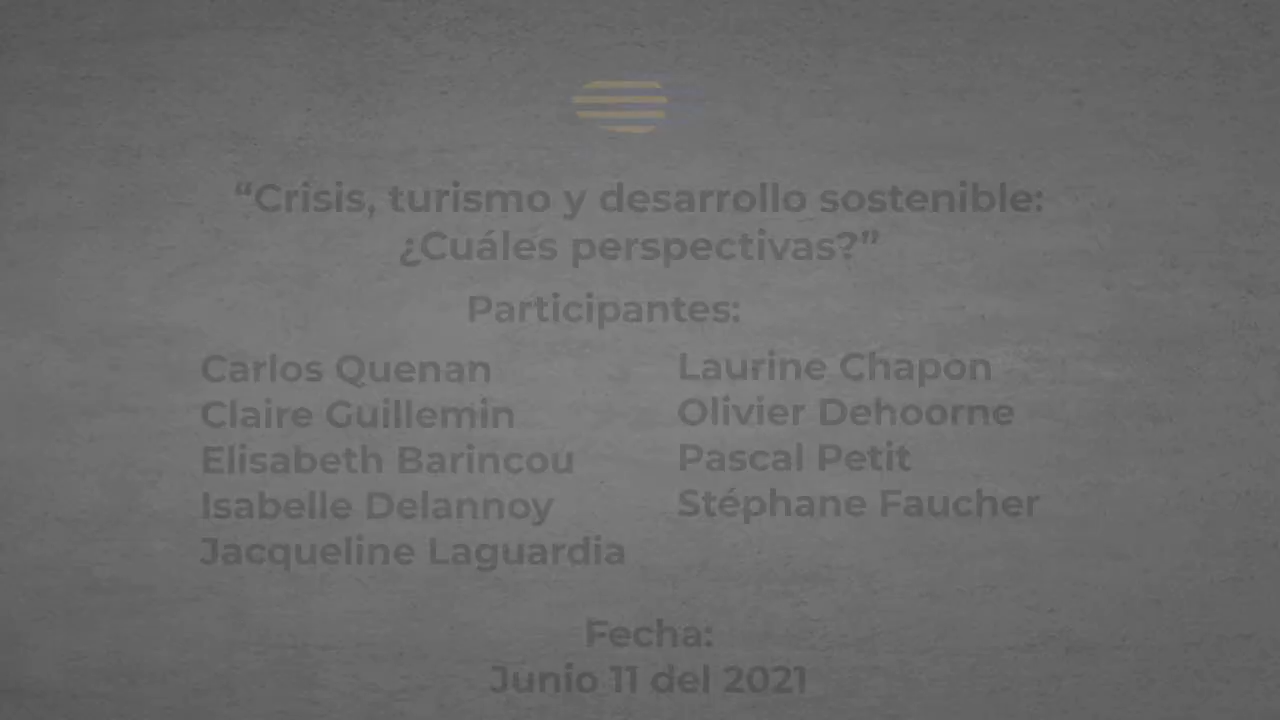 “Crisis, turismo y desarrollo sostenible:
¿Cuáles perspectivas?”
Participantes:
Carlos Quenan
Claire Guillemin
Elisabeth Barincou
Isabelle Delannoy
Jacqueline Laguardia
Laurine Chapon
Olivier Dehoorne
Pascal Petit
Stéphane Faucher
Fecha:
Junio 11 del 2021